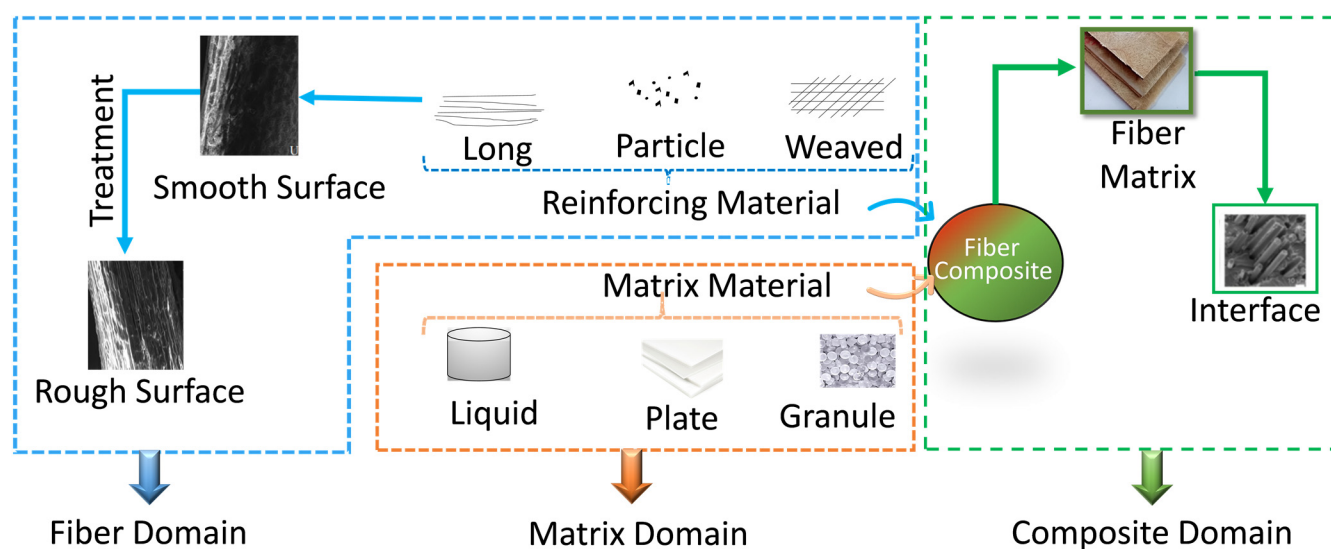 Treatment
Smooth Surface
Rough Surface
Long
Particle
Weaved
Reinforcing Material
Matrix Material
Liquid
Plate
Granule
Fiber
Composite
Fiber
Matrix
Interface
Fiber Domain
Matrix Domain
Composite Domain